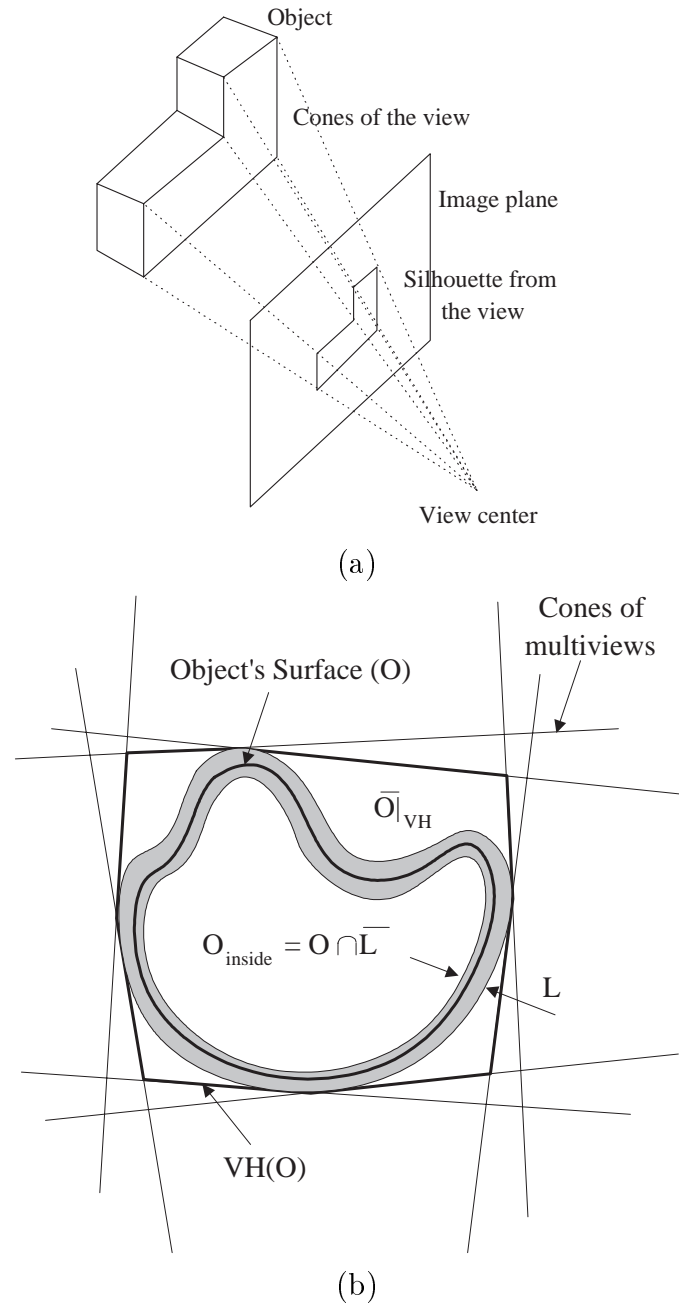 Object
Cones of the view
Image plane
Silhouette from
the view
View center
(a)
Cones of
multiviews
Object's Surface (O)
O̅|VH
Oinside = O ∩ L̅
L
VH(O)
(b)